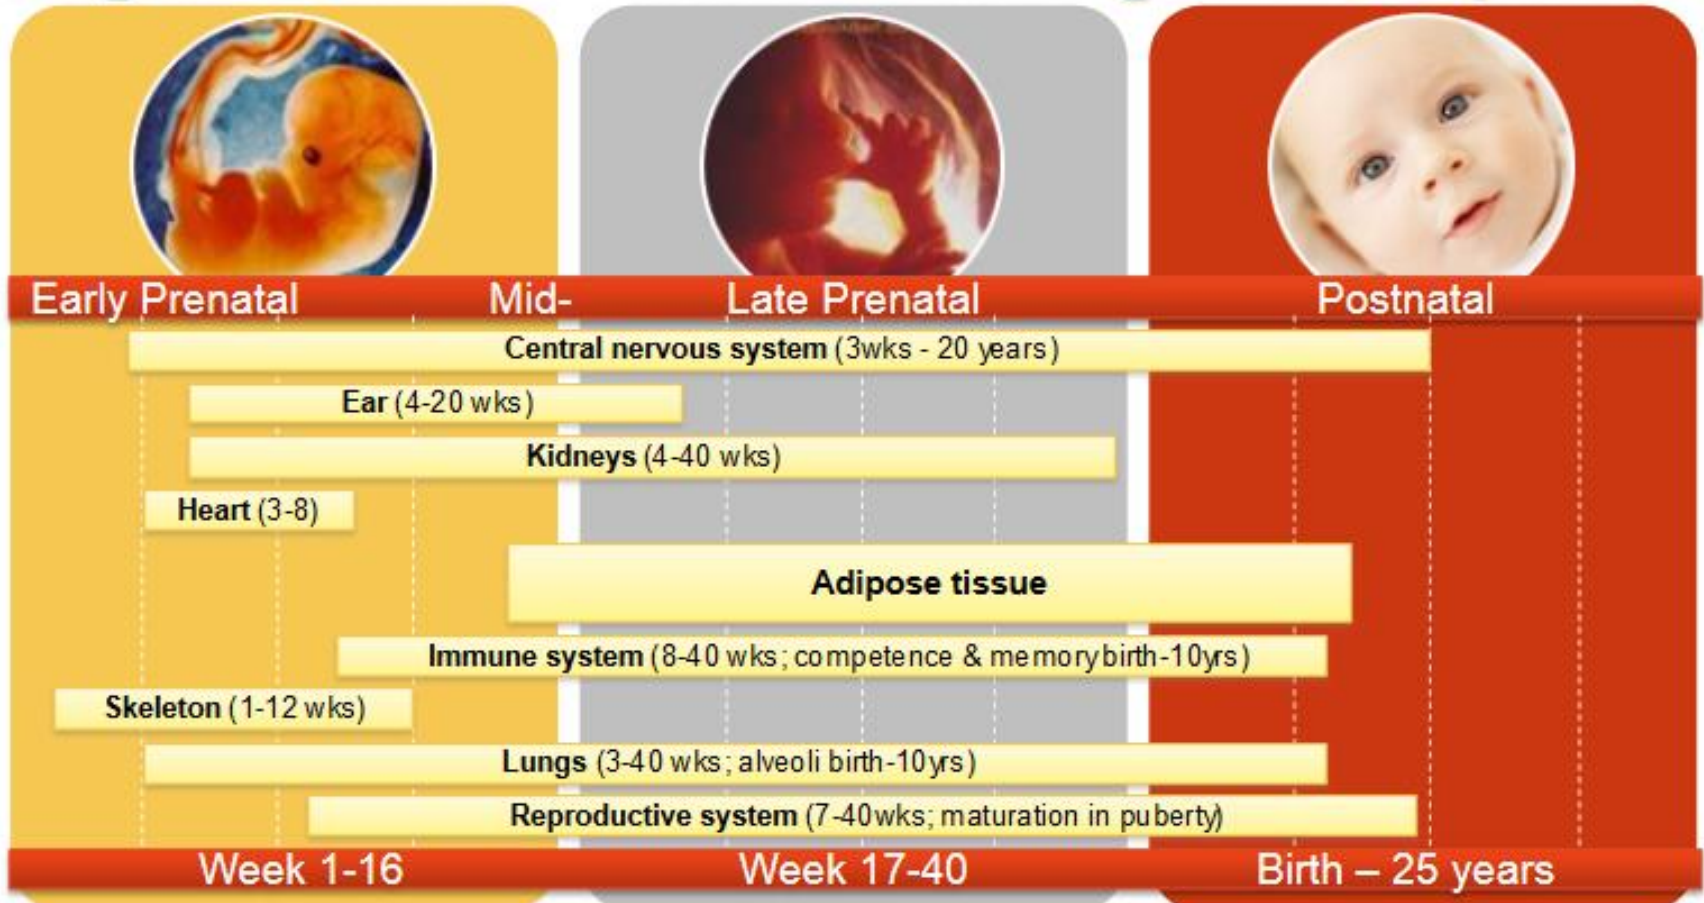 Early Prenatal Mid- Late Prenatal Postnatal
Central nervous system (3wks - 20 years)
Ear (4-20 wks)
Kidneys (4-40 wks)
Heart (3-8)
Adipose tissue
Immune system (8-40 wks; competence & memory birth-10yrs)
Skeleton (1-12 wks)
Lungs (3-40 wks; alveoli birth-10yrs)
Reproductive system (7-40wks; maturation in puberty)
Week 1-16 Week 17-40 Birth – 25 years